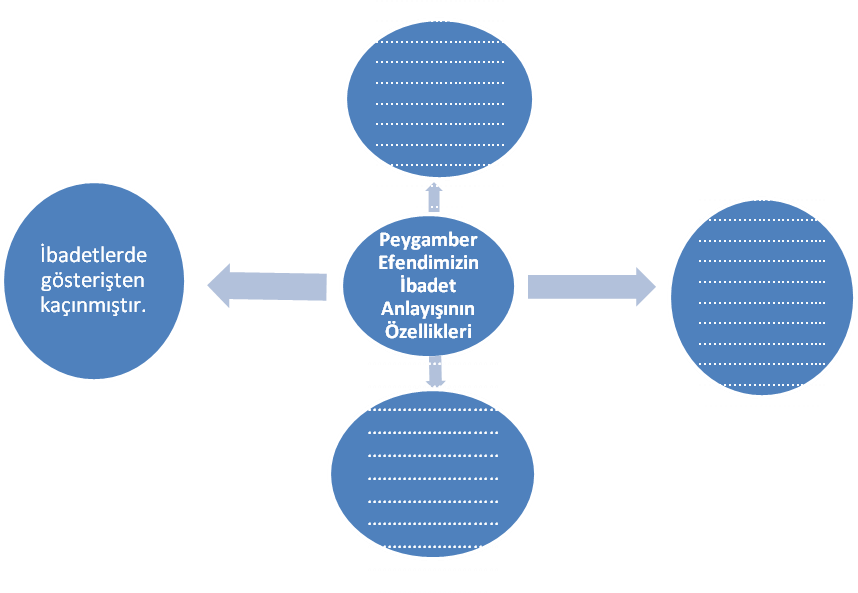 İbadetlerde
gösterişten
kaçınmıştır.
Peygamber
Efendimizin
İbadet
Anlayışının
Özellikleri